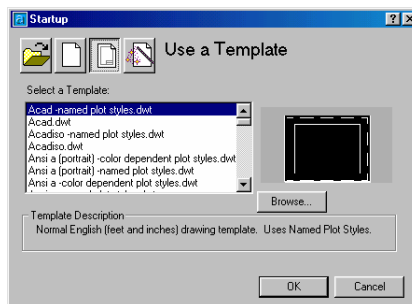 Startup
Use a Template
Select a Template:
Acad -named plot styles.dwt
Acad.dwt
Acadiso -named plot styles.dwt
Acadiso.dwt
Ansi a (portrait) -color dependent plot styles.dwt
Ansi a (portrait) -named plot styles.dwt
Ansi a -color dependent plot styles.dwt
Browse...
Template Description
Normal English (feet and inches) drawing template. Uses Named Plot Styles.
OK
Cancel